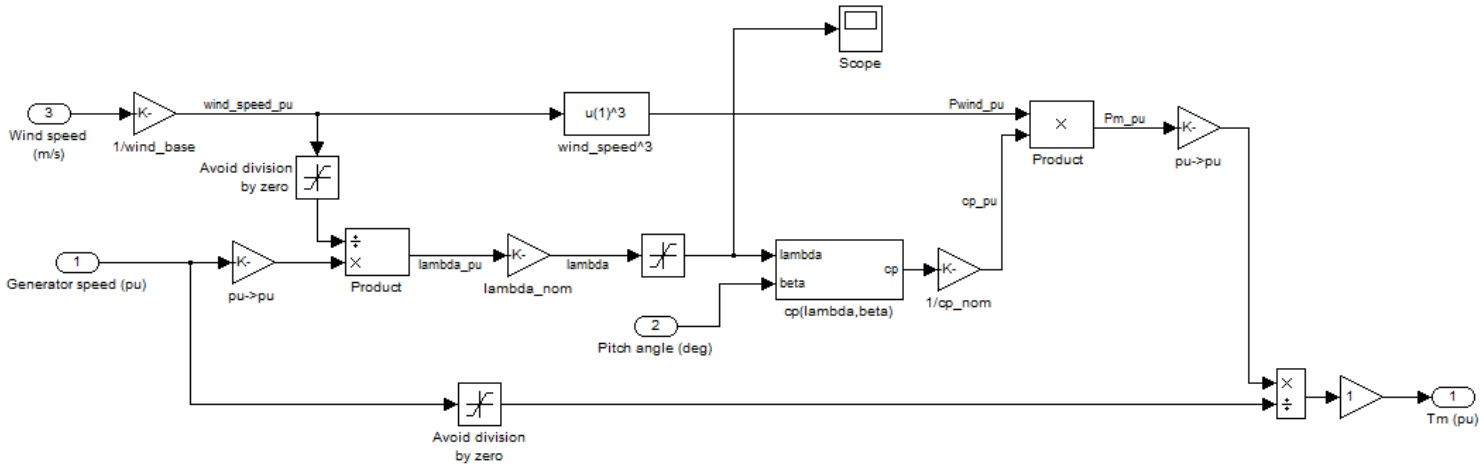 Scope
3
Wind speed
(m/s)
K-
1/wind_base
wind_speed_pu
u(1)^3
wind_speed^3
Pwind_pu
×
Product
Pm_pu
K-
pu->pu
Avoid division
by zero
cp_pu
1
Generator speed (pu)
K-
pu->pu
÷
×
Product
lambda_pu
K-
lambda_nom
lambda
lambda
beta
cp
cp(lambda,beta)
K-
1/cp_nom
2
Pitch angle (deg)
Avoid division
by zero
×
÷
1
1
Tm (pu)